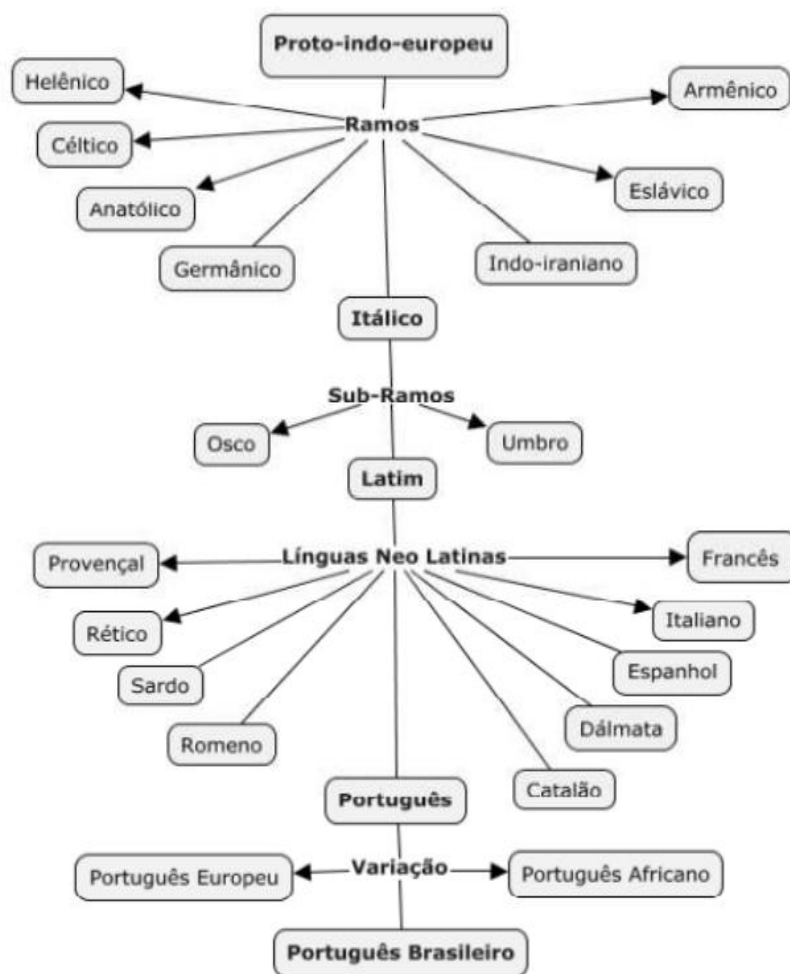 Proto-indo-europeu
Helênico
Armênico
Ramos
Céltico
Eslávico
Anatólico
Germânico
Indo-iraniano
Itálico
Sub-Ramos
Osco
Umbro
Latim
Provençal
Línguas Neo Latinas
Francês
Rético
Italiano
Sardo
Espanhol
Romeno
Dálmata
Português
Catalão
Português Europeu
Variação
Português Africano
Português Brasileiro